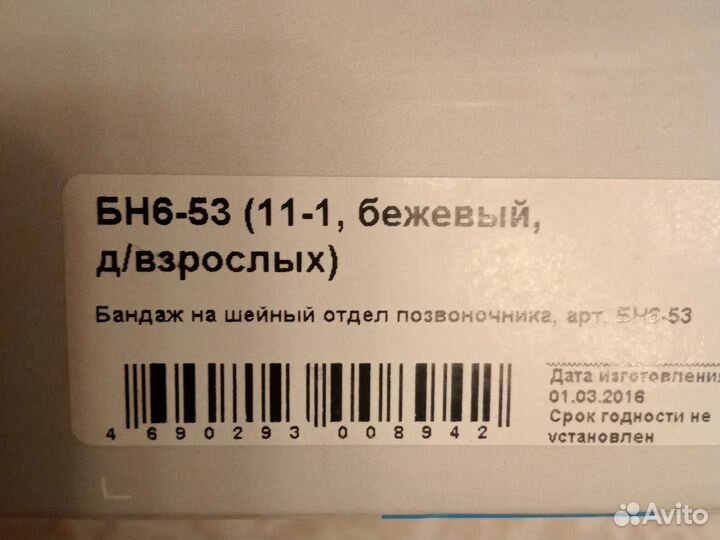 БН6-53 (11-1, бежевый,
д/взрослых)
Бандаж на шейный отдел позвоночника, арт. БН6-53
Дата изготовления
01.03.2016
Срок годности не
установлен
4 690293 008942
Avito